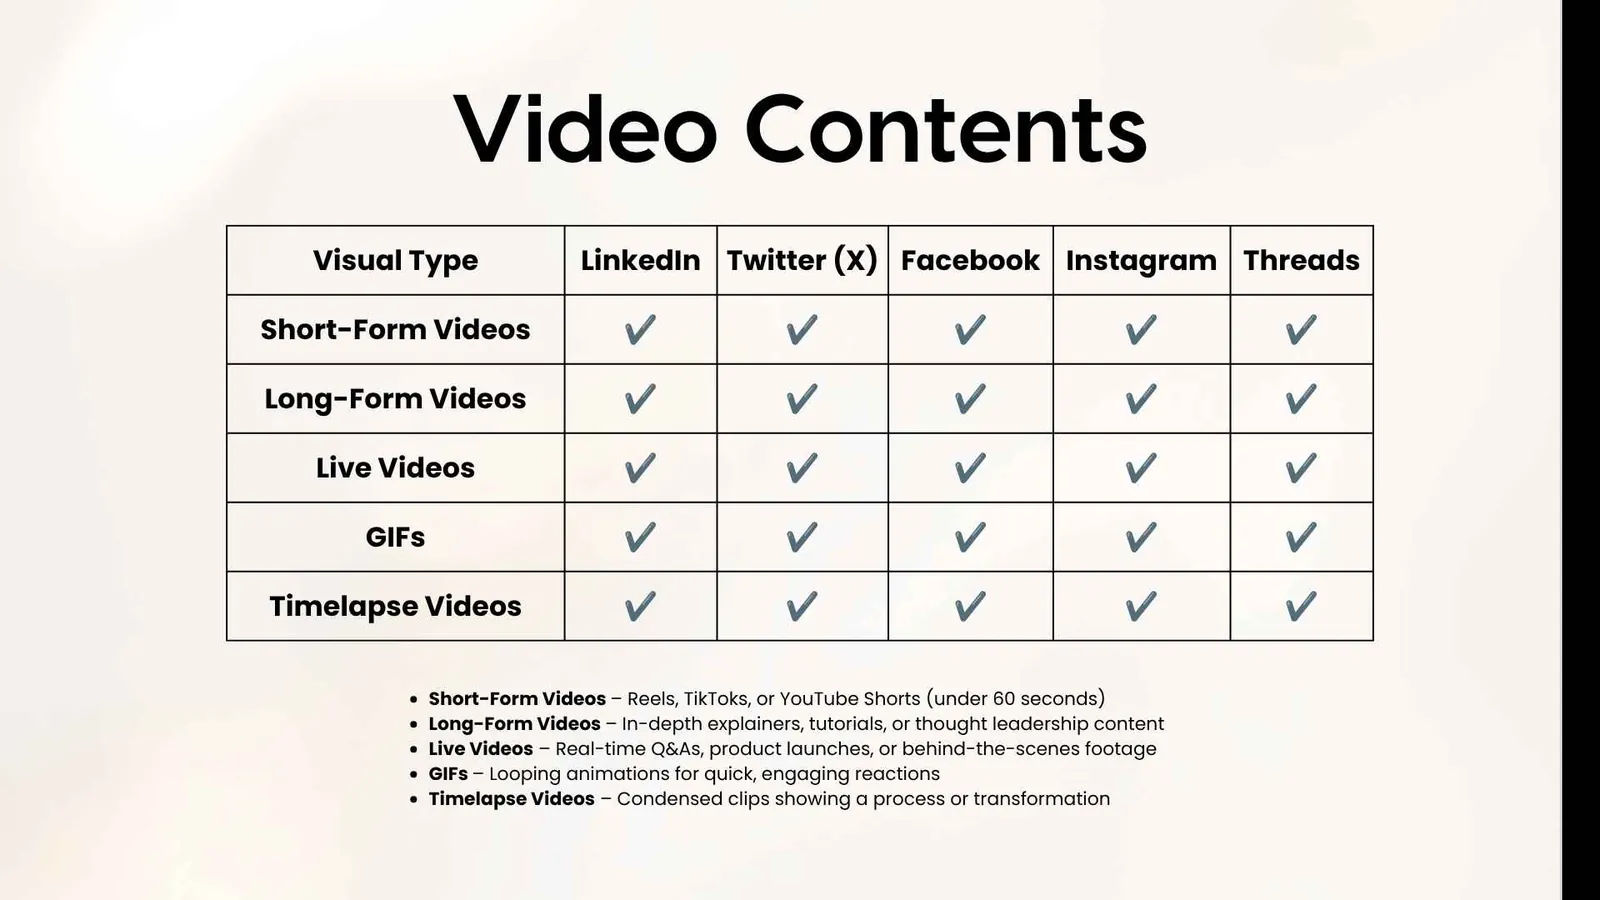 Video Contents
Visual Type LinkedIn Twitter (X) Facebook Instagram Threads
Short-Form Videos ✔ ✔ ✔ ✔ ✔
Long-Form Videos ✔ ✔ ✔ ✔ ✔
Live Videos ✔ ✔ ✔ ✔ ✔
GIFs ✔ ✔ ✔ ✔ ✔
Timelapse Videos ✔ ✔ ✔ ✔ ✔
• Short-Form Videos – Reels, TikToks, or YouTube Shorts (under 60 seconds)
• Long-Form Videos – In-depth explainers, tutorials, or thought leadership content
• Live Videos – Real-time Q&As, product launches, or behind-the-scenes footage
• GIFs – Looping animations for quick, engaging reactions
• Timelapse Videos – Condensed clips showing a process or transformation